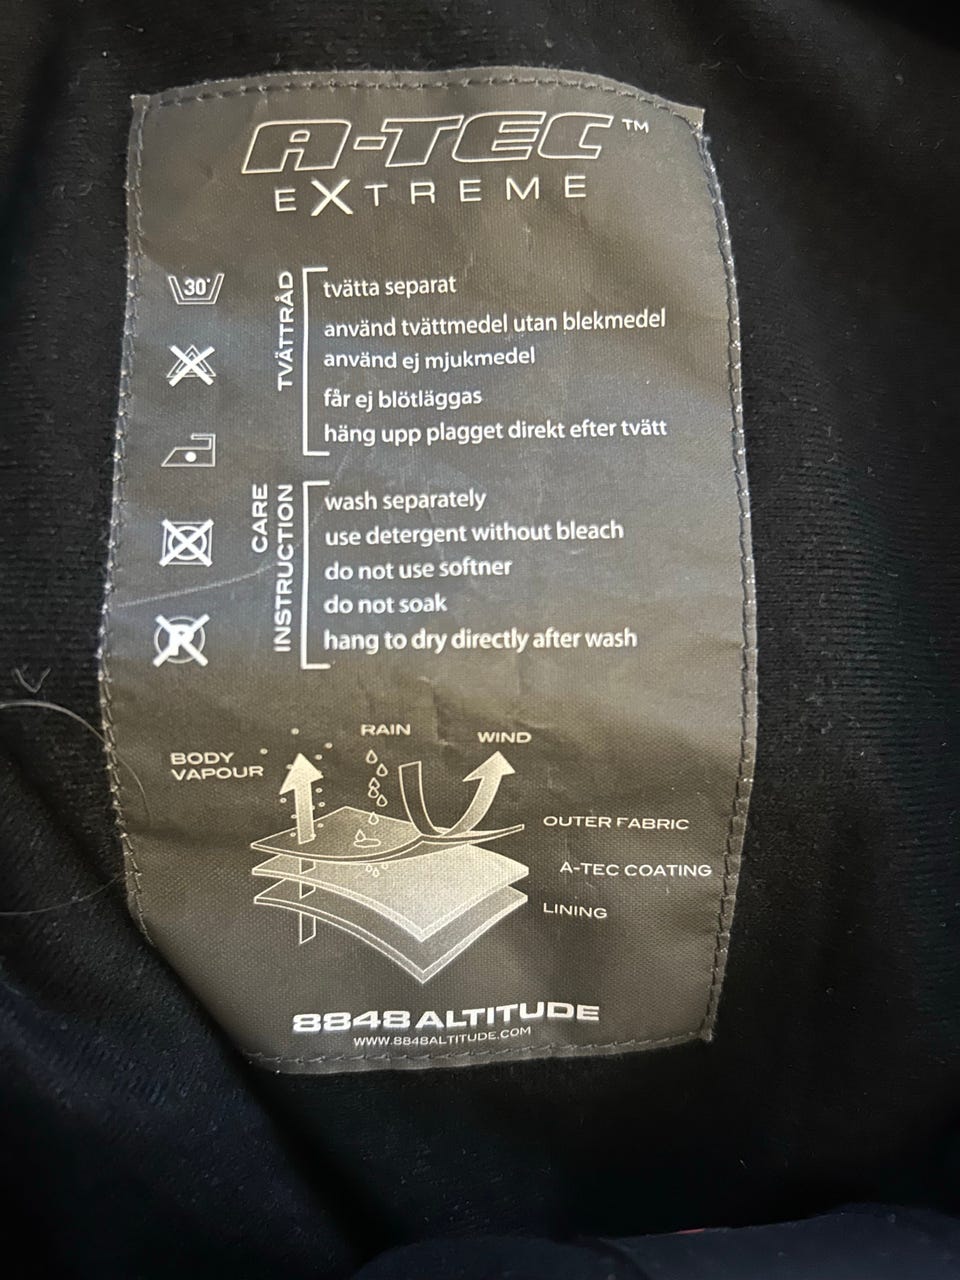 A-TEC™
EXTREME
30°
TVÄTTRÅD
tvätta separat
använd tvättmedel utan blekmedel
använd ej mjukmedel
får ej blötläggas
häng upp plagget direkt efter tvätt
CARE
INSTRUCTION
wash separately
use detergent without bleach
do not use softner
do not soak
hang to dry directly after wash
P
BODY
VAPOUR
RAIN
WIND
OUTER FABRIC
A-TEC COATING
LINING
8848 ALTITUDE
WWW.8848ALTITUDE.COM